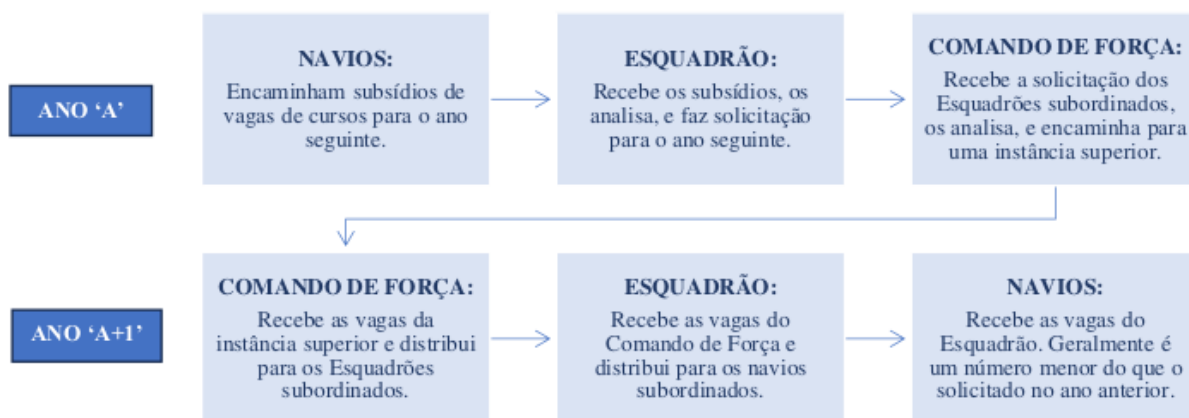 ANO ‘A’
NAVIOS:
Encaminham subsídios de
vagas de cursos para o ano
seguinte.
ESQUADRÃO:
Recebe os subsídios, os
analisa, e faz solicitação
para o ano seguinte.
COMANDO DE FORÇA:
Recebe a solicitação dos
Esquadrões subordinados,
os analisa, e encaminha para
uma instância superior.
ANO ‘A+1’
COMANDO DE FORÇA:
Recebe as vagas da
instância superior e distribui
para os Esquadrões
subordinados.
ESQUADRÃO:
Recebe as vagas do
Comando de Força e
distribui para os navios
subordinados.
NAVIOS:
Recebe as vagas do
Esquadrão. Geralmente é
um número menor do que o
solicitado no ano anterior.